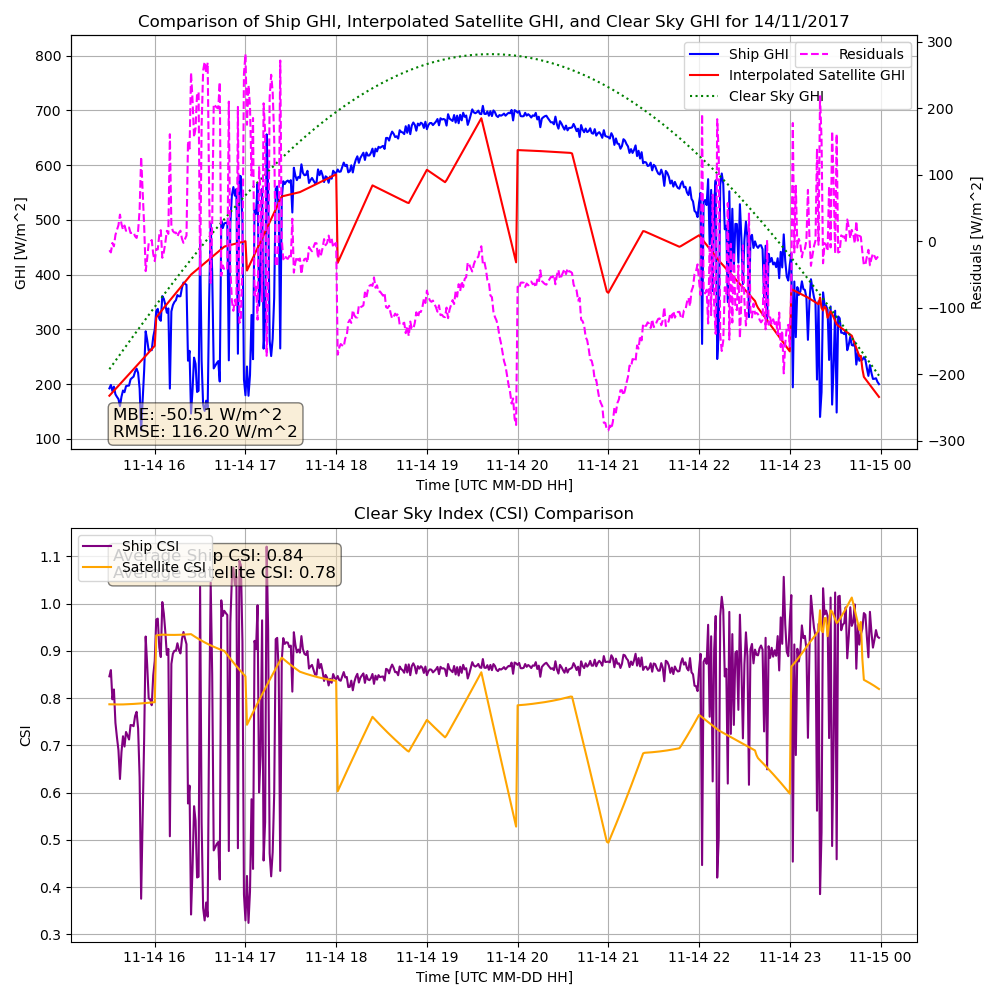 Comparison of Ship GHI, Interpolated Satellite GHI, and Clear Sky GHI for 14/11/2017
Ship GHI
Interpolated Satellite GHI
Clear Sky GHI
Residuals
GHI [W/m^2]
800
700
600
500
400
300
200
100
300
200
100
0
−100
−200
−300
Residuals [W/m^2]
MBE: -50.51 W/m^2
RMSE: 116.20 W/m^2
11-14 16
11-14 17
11-14 18
11-14 19
11-14 20
11-14 21
11-14 22
11-14 23
11-15 00
Time [UTC MM-DD HH]
Clear Sky Index (CSI) Comparison
Ship CSI
Satellite CSI
Average Ship CSI: 0.84
Average Satellite CSI: 0.78
CSI
1.1
1.0
0.9
0.8
0.7
0.6
0.5
0.4
0.3
11-14 16
11-14 17
11-14 18
11-14 19
11-14 20
11-14 21
11-14 22
11-14 23
11-15 00
Time [UTC MM-DD HH]